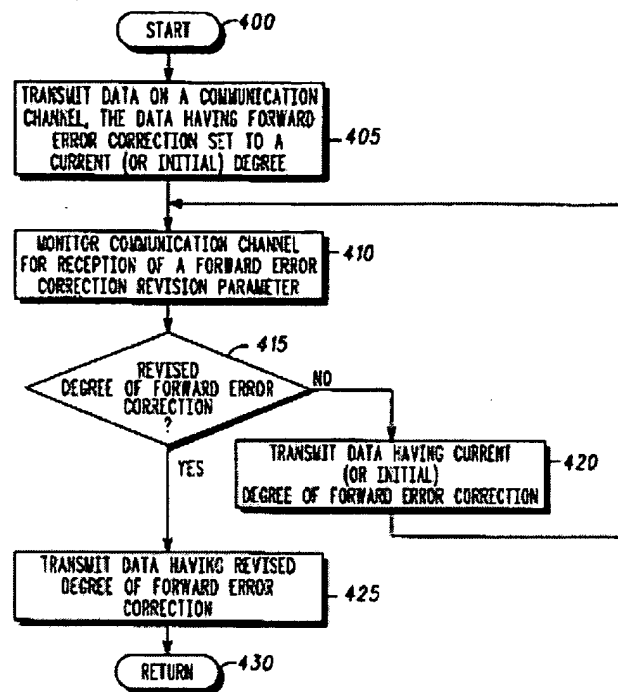 START
400
TRANSMIT DATA ON A COMMUNICATION
CHANNEL, THE DATA HAVING FORWARD
ERROR CORRECTION SET TO A
CURRENT (OR INITIAL) DEGREE
405
MONITOR COMMUNICATION CHANNEL
FOR RECEPTION OF A FORWARD ERROR
CORRECTION REVISION PARAMETER
410
415
REVISED
DEGREE OF FORWARD ERROR
CORRECTION
?
NO
YES
TRANSMIT DATA HAVING CURRENT
(OR INITIAL)
DEGREE OF FORWARD ERROR CORRECTION
420
TRANSMIT DATA HAVING REVISED
DEGREE OF FORWARD ERROR
CORRECTION
425
RETURN
430